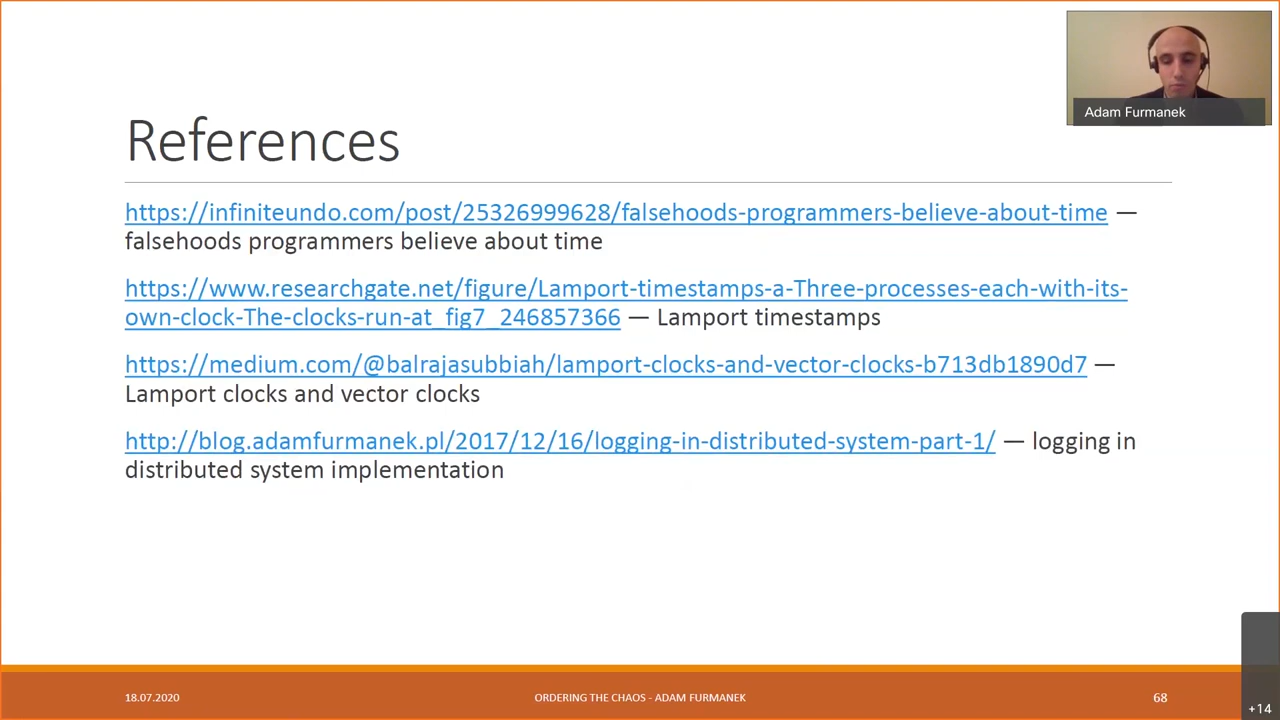 Adam Furmanek
References
https://infiniteundo.com/post/25326999628/falsehoods-programmers-believe-about-time —
falsehoods programmers believe about time
https://www.researchgate.net/figure/Lamport-timestamps-a-Three-processes-each-with-its-
own-clock-The-clocks-run-at_fig7_246857366 — Lamport timestamps
https://medium.com/@balrajasubbiah/lamport-clocks-and-vector-clocks-b713db1890d7 —
Lamport clocks and vector clocks
http://blog.adamfurmanek.pl/2017/12/16/logging-in-distributed-system-part-1/ — logging in
distributed system implementation
18.07.2020
ORDERING THE CHAOS - ADAM FURMANEK
68
+14